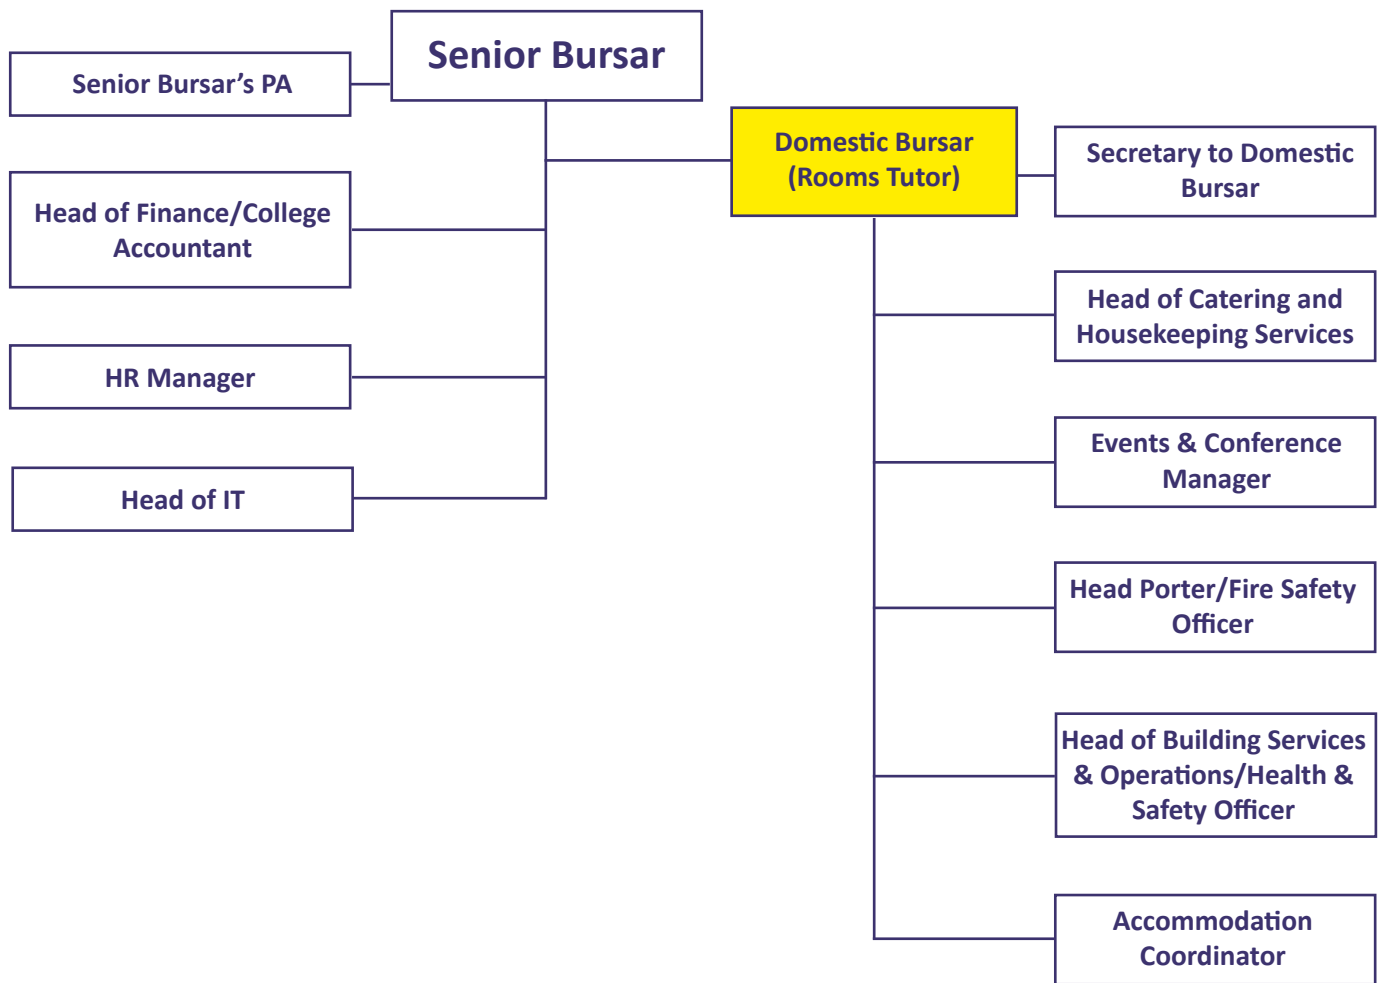 Senior Bursar
Senior Bursar’s PA
Head of Finance/College
Accountant
HR Manager
Head of IT
Domestic Bursar
(Rooms Tutor)
Secretary to Domestic
Bursar
Head of Catering and
Housekeeping Services
Events & Conference
Manager
Head Porter/Fire Safety
Officer
Head of Building Services
& Operations/Health &
Safety Officer
Accommodation
Coordinator